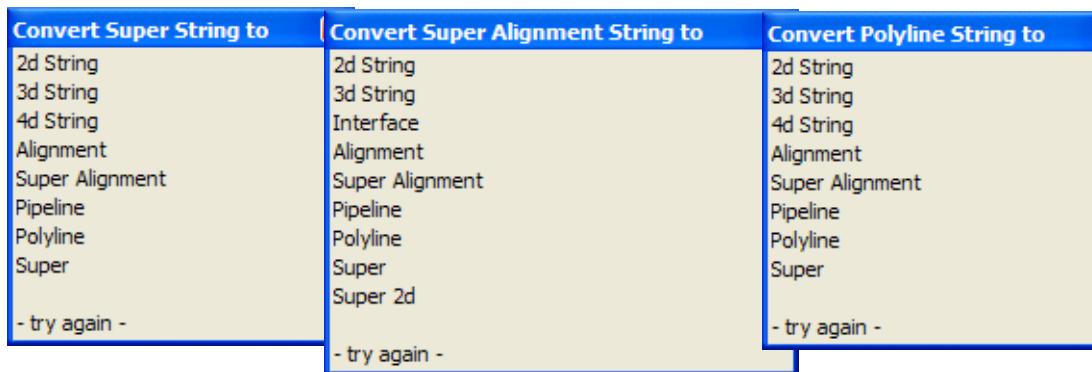 Convert Super String to
2d String
3d String
4d String
Alignment
Super Alignment
Pipeline
Polyline
Super
- try again -
Convert Super Alignment String to
2d String
3d String
Interface
Alignment
Super Alignment
Pipeline
Polyline
Super
Super 2d
- try again -
Convert Polyline String to
2d String
3d String
4d String
Alignment
Super Alignment
Pipeline
Polyline
Super
- try again -